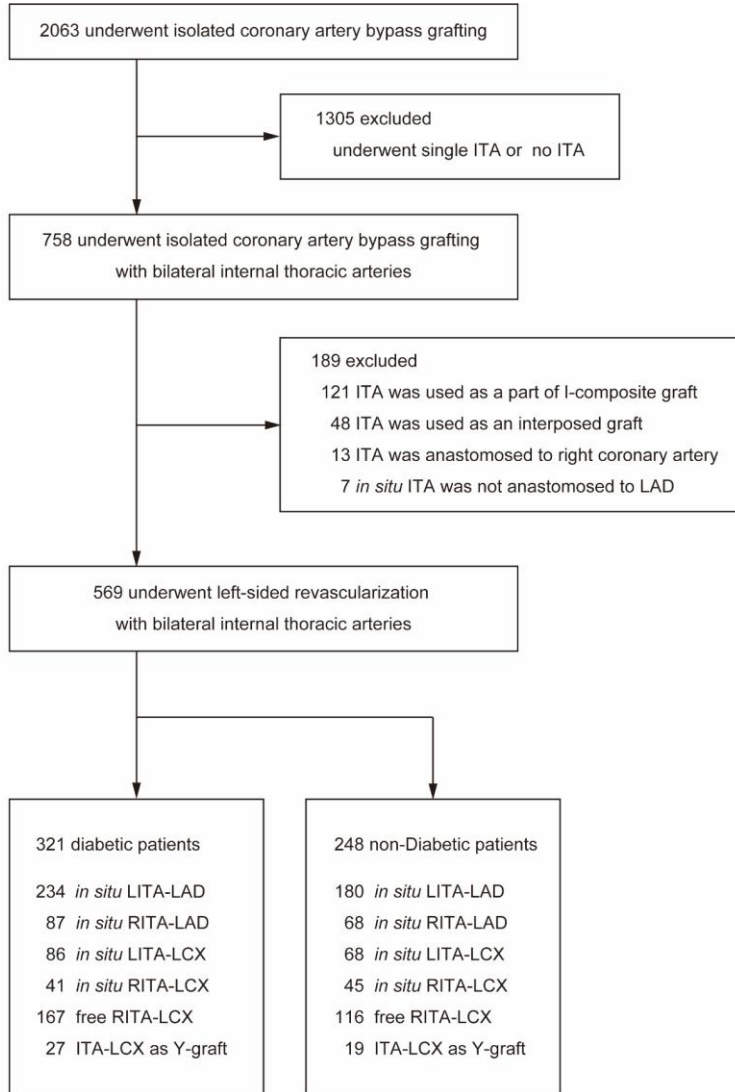 2063 underwent isolated coronary artery bypass grafting
1305 excluded
underwent single ITA or no ITA
758 underwent isolated coronary artery bypass grafting
with bilateral internal thoracic arteries
189 excluded
121 ITA was used as a part of I-composite graft
48 ITA was used as an interposed graft
13 ITA was anastomosed to right coronary artery
7 in situ ITA was not anastomosed to LAD
569 underwent left-sided revascularization
with bilateral internal thoracic arteries
321 diabetic patients
234 in situ LITA-LAD
87 in situ RITA-LAD
86 in situ LITA-LCX
41 in situ RITA-LCX
167 free RITA-LCX
27 ITA-LCX as Y-graft
248 non-Diabetic patients
180 in situ LITA-LAD
68 in situ RITA-LAD
68 in situ LITA-LCX
45 in situ RITA-LCX
116 free RITA-LCX
19 ITA-LCX as Y-graft